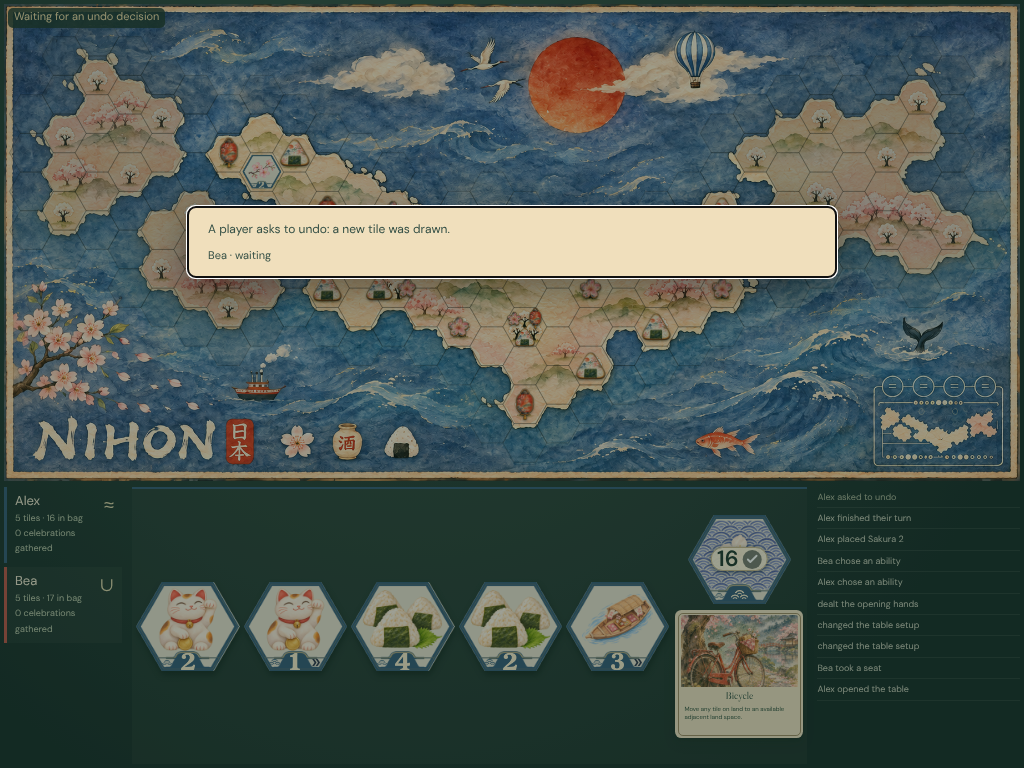 Waiting for an undo decision
2
A player asks to undo: a new tile was drawn.
Bea · waiting
NIHON 日本
酒
Alex
5 tiles · 16 in bag
0 celebrations
gathered
Bea
5 tiles · 17 in bag
0 celebrations
gathered
2
1
4
2
3
16
Bicycle
Move any tile on land to an available
adjacent land space.
Alex asked to undo
Alex finished their turn
Alex placed Sakura 2
Bea chose an ability
Alex chose an ability
dealt the opening hands
changed the table setup
changed the table setup
Bea took a seat
Alex opened the table